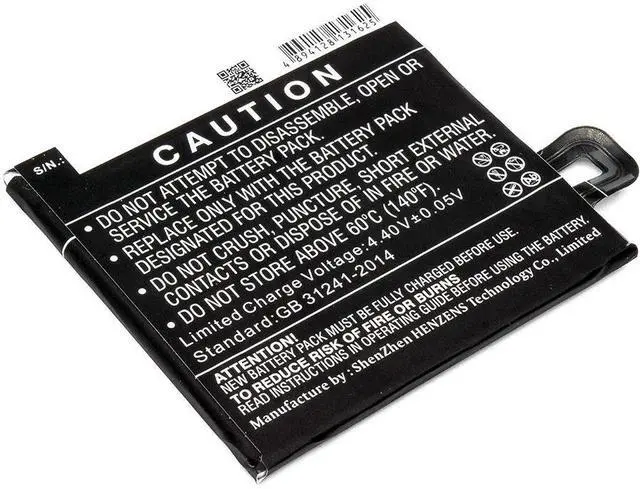 4894128131625
S/N.:
CAUTION
• DO NOT ATTEMPT TO DISASSEMBLE, OPEN OR
SERVICE THE BATTERY PACK.
• REPLACE ONLY WITH THE BATTERY PACK
DESIGNATED FOR THIS PRODUCT.
• DO NOT CRUSH, PUNCTURE, SHORT EXTERNAL
CONTACTS OR DISPOSE OF IN FIRE OR WATER.
• DO NOT STORE ABOVE 60°C (140°F).
Limited Charge Voltage: 4.40V±0.05V
Standard: GB 31241-2014
ATTENTION!
NEW BATTERY PACK MUST BE FULLY CHARGED BEFORE USE.
TO REDUCE RISK OF FIRE OR BURNS
READ INSTRUCTIONS IN OPERATING GUIDE BEFORE USING BATTERY PACK.
Manufacture by : ShenZhen HENZENS Technology Co., Limited